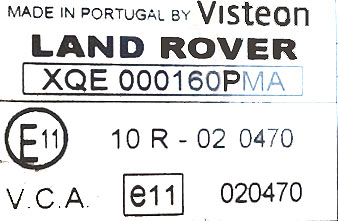 MADE IN PORTUGAL BY Visteon
LAND ROVER
XQE 000160PMA
E11 10 R - 02 0470
V.C.A. e11 020470